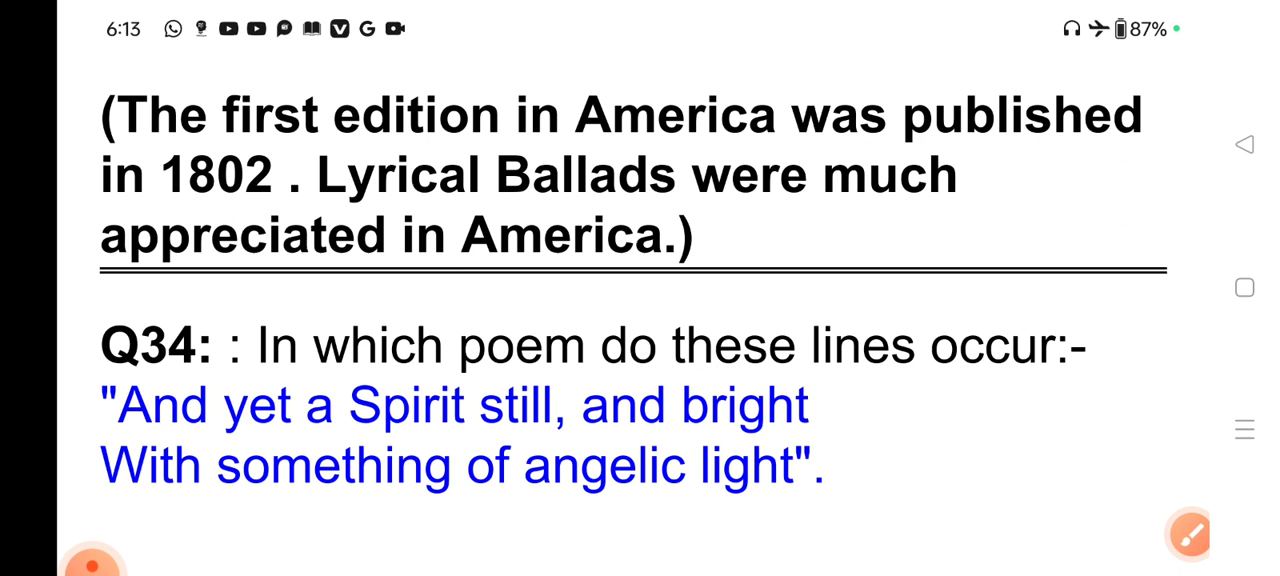 6:13 87%
(The first edition in America was published
in 1802 . Lyrical Ballads were much
appreciated in America.)
Q34: : In which poem do these lines occur:-
"And yet a Spirit still, and bright
With something of angelic light".